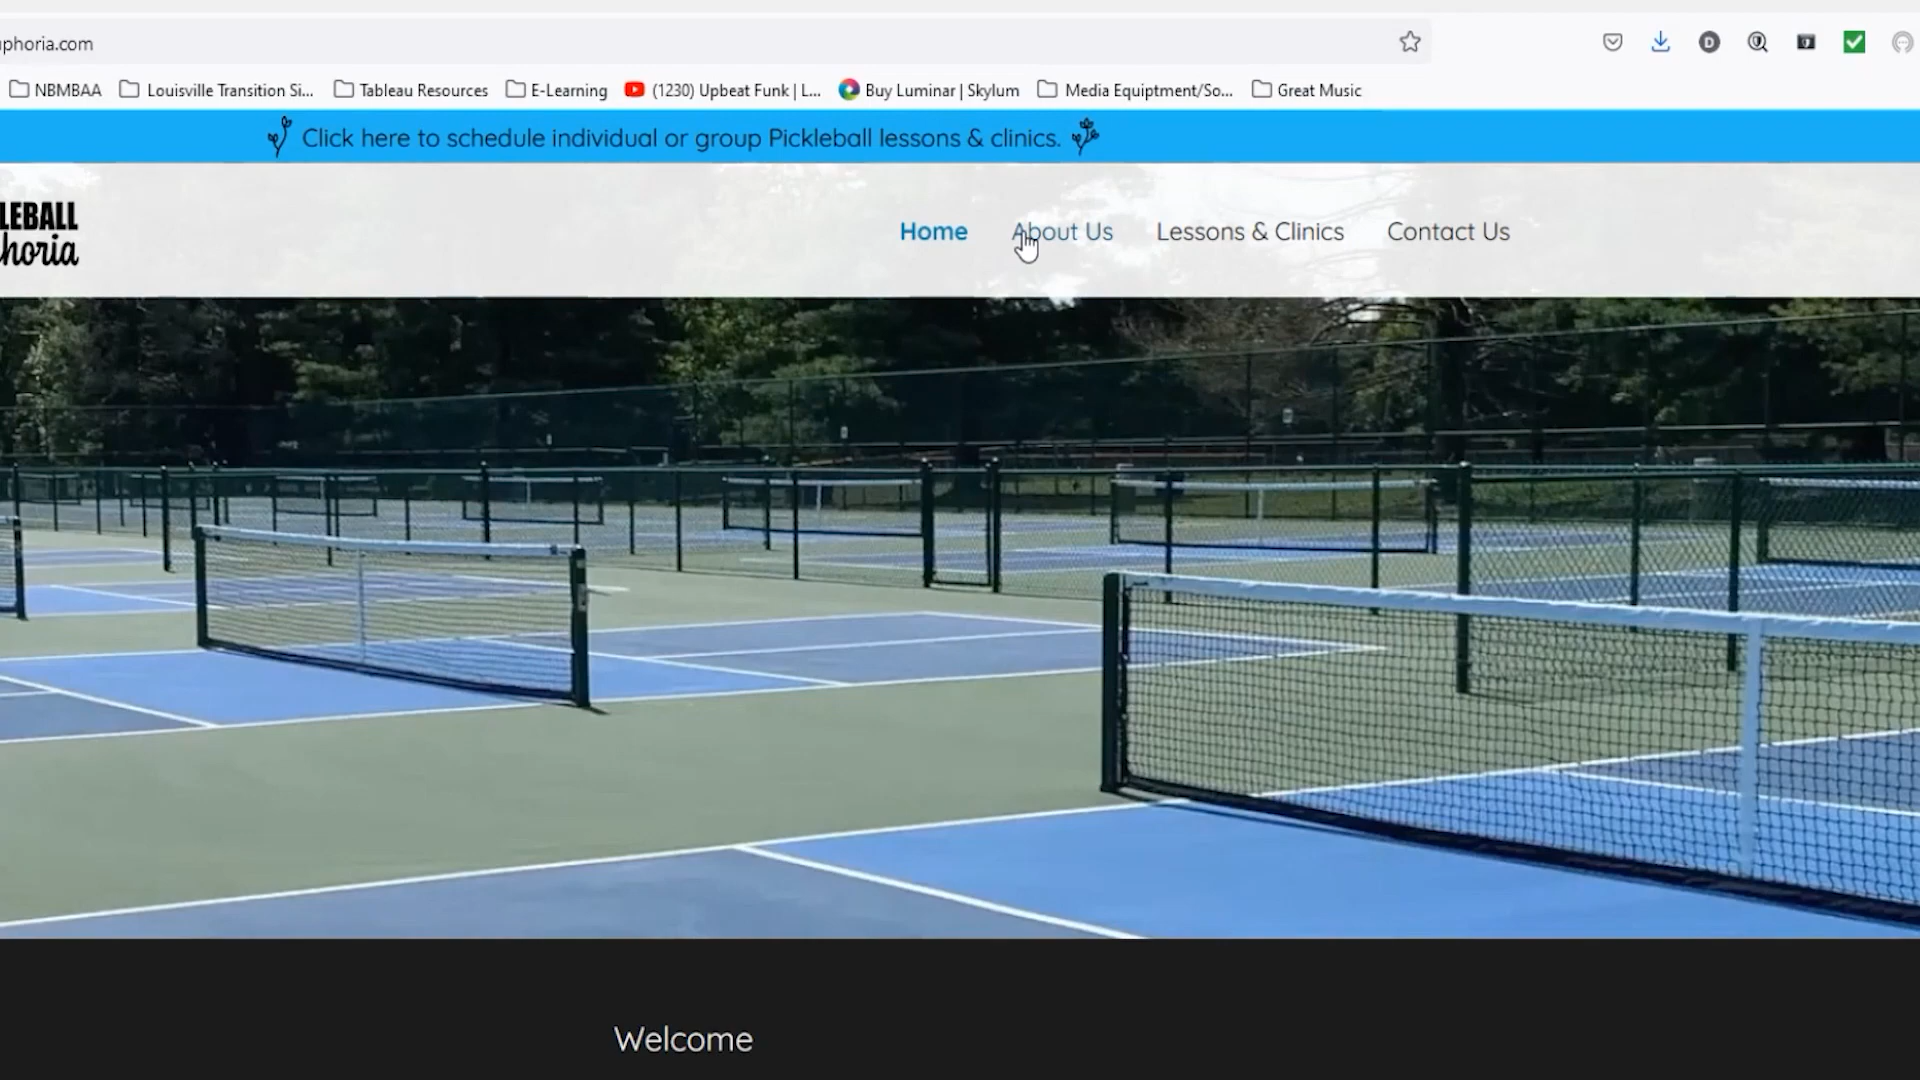 phoria.com
NBMBAA Louisville Transition Si... Tableau Resources E-Learning (1230) Upbeat Funk | L... Buy Luminar | Skylum Media Equiptment/So... Great Music
Click here to schedule individual or group Pickleball lessons & clinics.
LEBALL
horia
Home About Us Lessons & Clinics Contact Us
Welcome